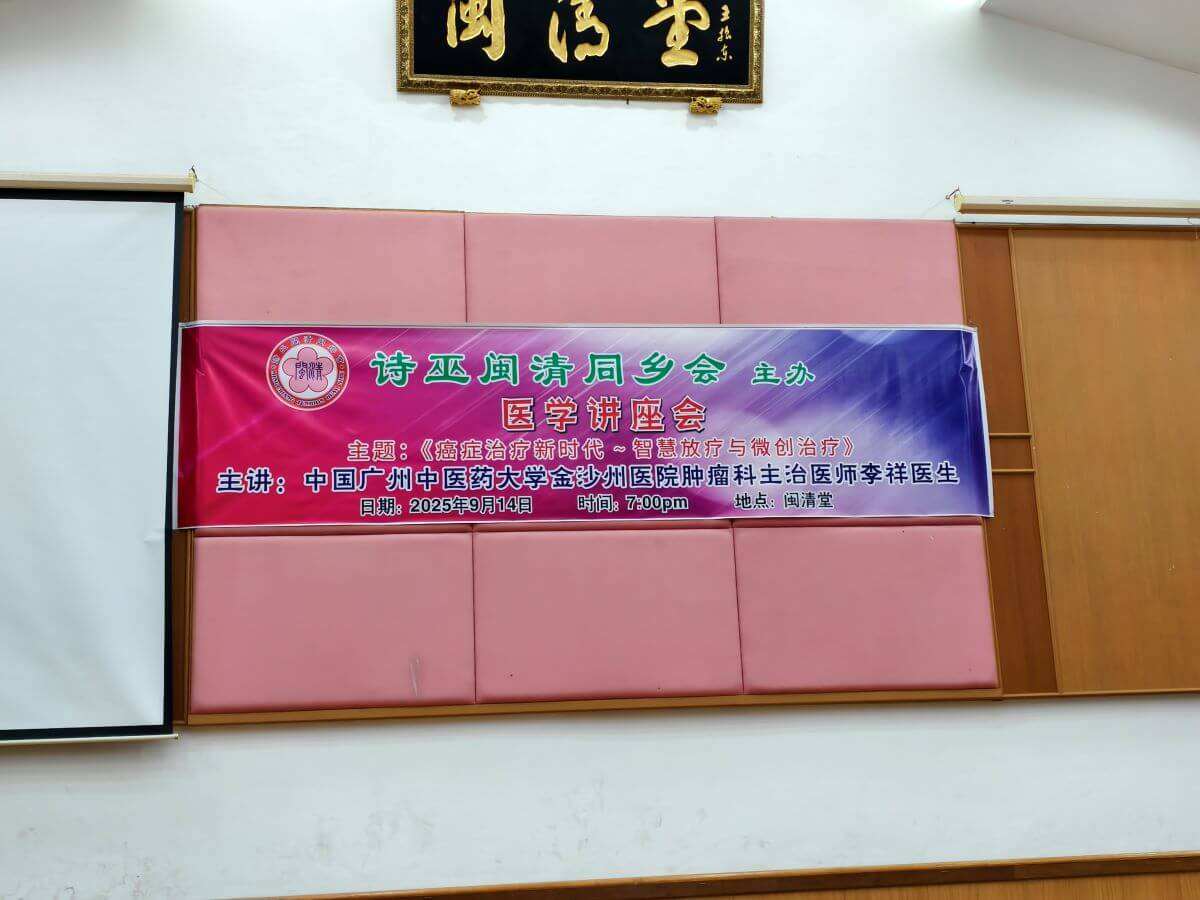 閩清堂
诗巫闽清同乡会 主办
医学讲座会
主题：《癌症治疗新时代～智慧放疗与微创治疗》
主讲：中国广州中医药大学金沙洲医院肿瘤科主治医师李祥医生
日期：2025年9月14日 时间：7:00pm 地点：闽清堂
閩清